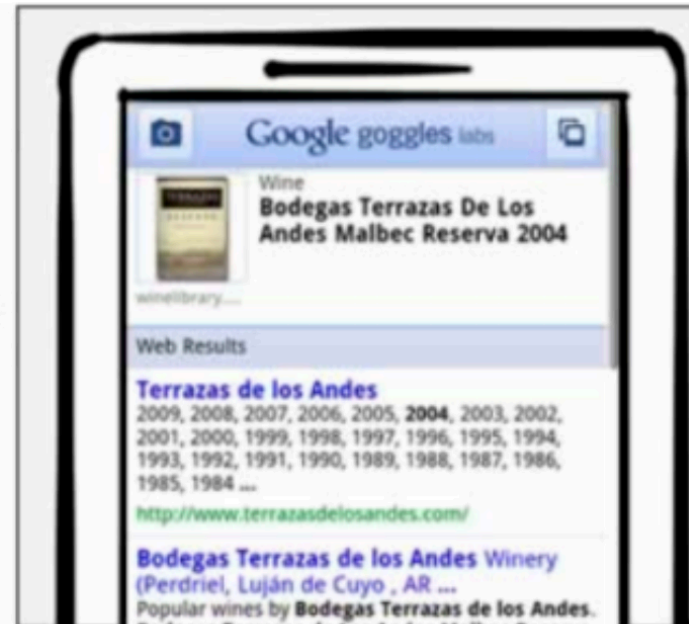 Google goggles labs
Wine
Bodegas Terrazas De Los
Andes Malbec Reserva 2004
TERRAZAS
RESERVA
winelibrary....
Web Results
Terrazas de los Andes
2009, 2008, 2007, 2006, 2005, 2004, 2003, 2002,
2001, 2000, 1999, 1998, 1997, 1996, 1995, 1994,
1993, 1992, 1991, 1990, 1989, 1988, 1987, 1986,
1985, 1984 ...
http://www.terrazasdelosandes.com/
Bodegas Terrazas de los Andes Winery
(Perdriel, Luján de Cuyo , AR ...
Popular wines by Bodegas Terrazas de los Andes.